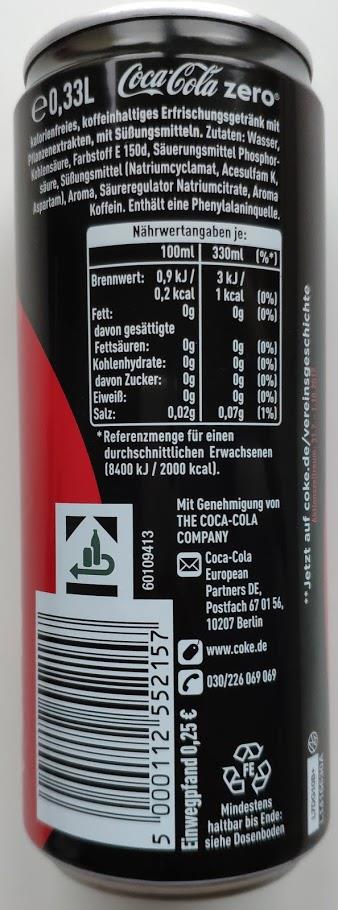 e0,33L Coca-Cola zero®
kalorienfreies, koffeinhaltiges Erfrischungsgetränk mit
Pflanzenextrakten, mit Süßungsmitteln. Zutaten: Wasser,
Kohlensäure, Farbstoff E 150d, Säuerungsmittel Phosphor-
säure, Süßungsmittel (Natriumcyclamat, Acesulfam K,
Aspartam), Aroma, Säureregulator Natriumcitrate, Aroma
Koffein. Enthält eine Phenylalaninquelle.
Nährwertangaben je:
100ml 330ml (%*)
Brennwert: 0,9 kJ / 3 kJ /
0,2 kcal 1 kcal (0%)
Fett: 0g 0g (0%)
davon gesättigte
Fettsäuren: 0g 0g (0%)
Kohlenhydrate: 0g 0g (0%)
davon Zucker: 0g 0g (0%)
Eiweiß: 0g 0g (0%)
Salz: 0,02g 0,07g (1%)
*Referenzmenge für einen
durchschnittlichen Erwachsenen
(8400 kJ / 2000 kcal).
Mit Genehmigung von
THE COCA-COLA
COMPANY
Coca-Cola
European
Partners DE,
Postfach 67 01 56,
10207 Berlin
www.coke.de
030/226 069 069
60109413
5 000112 552157
Einwegpfand 0,25 €
FE
Mindestens
haltbar bis Ende:
siehe Dosenboden
**Jetzt auf coke.de/vereinsgeschichte